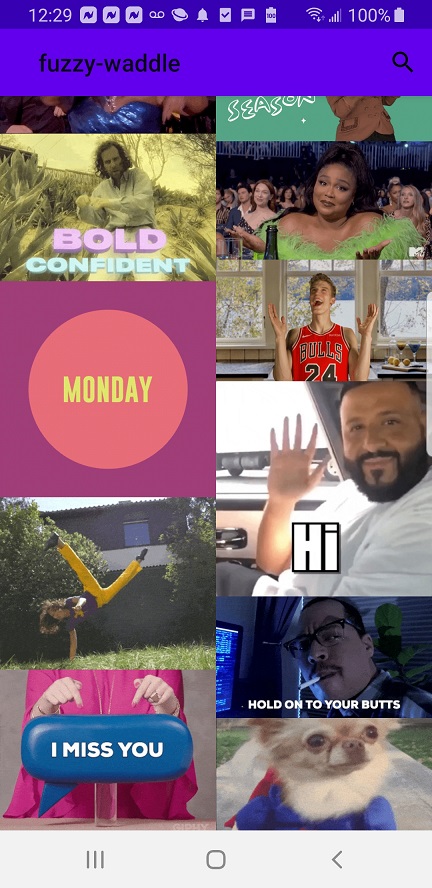 12:29
100%
fuzzy-waddle
SEASON
BOLD
CONFIDENT
MTV
MONDAY
BULLS
24
Hi
HOLD ON TO YOUR BUTTS
I MISS YOU
GIPHY